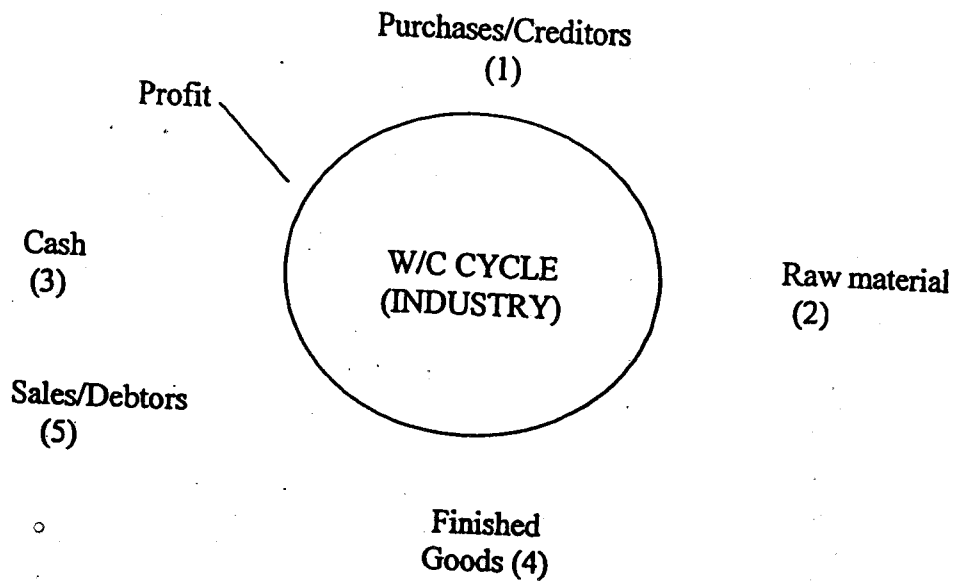 Purchases/Creditors
(1)
Profit
Cash
(3)
W/C CYCLE
(INDUSTRY)
Raw material
(2)
Sales/Debtors
(5)
Finished
Goods (4)